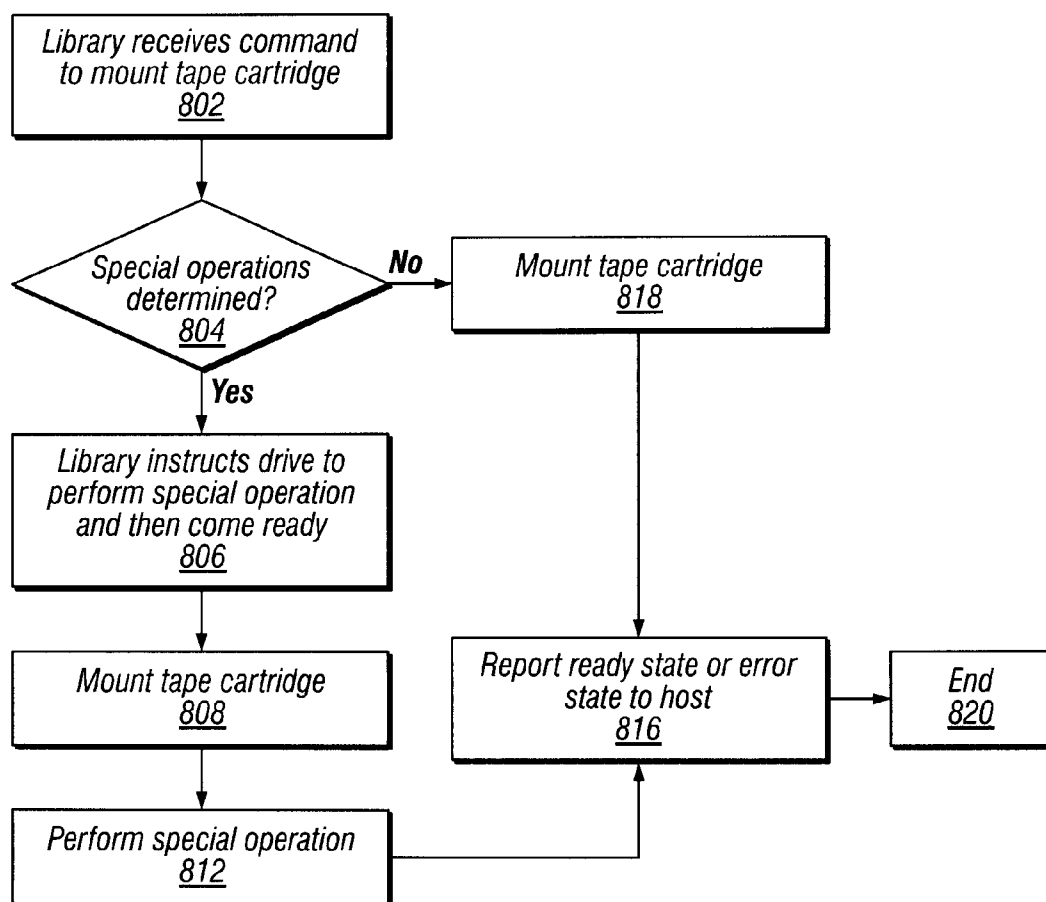 Library receives command
to mount tape cartridge
802
Special operations
determined?
804
No
Mount tape cartridge
818
Yes
Library instructs drive to
perform special operation
and then come ready
806
Mount tape cartridge
808
Report ready state or error
state to host
816
End
820
Perform special operation
812